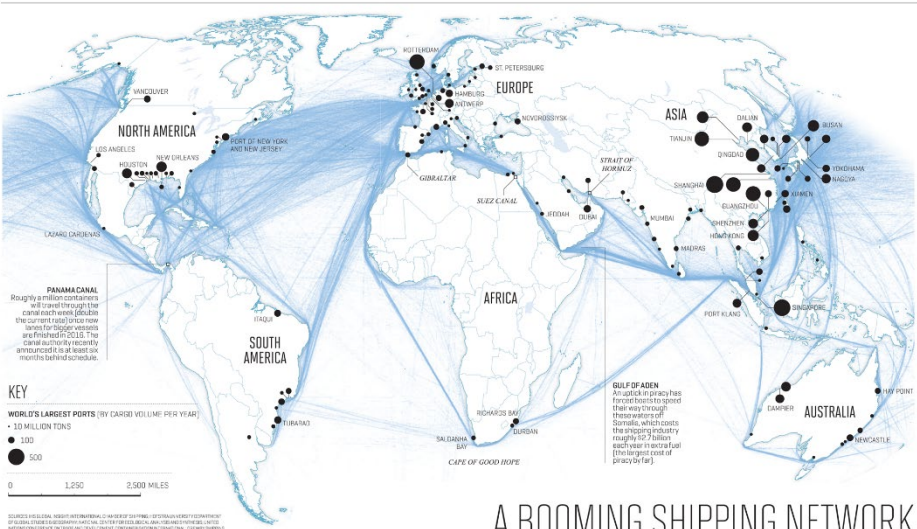 ROTTERDAM
ST. PETERSBURG
EUROPE
HAMBURG
ANTWERP
VANCOUVER
NORTH AMERICA
NOVOROSSIYSK
ASIA
DALIAN
BUSAN
TIANJIN
PORT OF NEW YORK
AND NEW JERSEY
LOS ANGELES
HOUSTON
NEW ORLEANS
QINGDAO
STRAIT OF
HORMUZ
GIBRALTAR
YOKOHAMA
NAGOYA
SHANGHAI
SUEZ CANAL
XIAMEN
GUANGZHOU
JEDDAH
DUBAI
MUMBAI
SHENZHEN
HONG KONG
LAZARO CARDENAS
MADRAS
PANAMA CANAL
Roughly a million containers
will travel through the
canal each week (double
the current rate) once new
lanes for bigger vessels
are finished in 2016. The
canal authority recently
announced it is at least six
months behind schedule.
AFRICA
ITAQUI
SOUTH
AMERICA
PORT KLANG
SINGAPORE
KEY
WORLD'S LARGEST PORTS (BY CARGO VOLUME PER YEAR)
10 MILLION TONS
100
500
0 1,250 2,500 MILES
TUBARAO
RICHARDS BAY
DURBAN
SALDANHA
BAY
CAPE OF GOOD HOPE
GULF OF ADEN
An uptick in piracy has
forced boats to speed
their way through
these waters off
Somalia, which costs
the shipping industry
roughly $2.7 billion
each year in extra fuel
(the largest cost of
piracy by far).
HAY POINT
DAMPIER
AUSTRALIA
NEWCASTLE
A BOOMING SHIPPING NETWORK